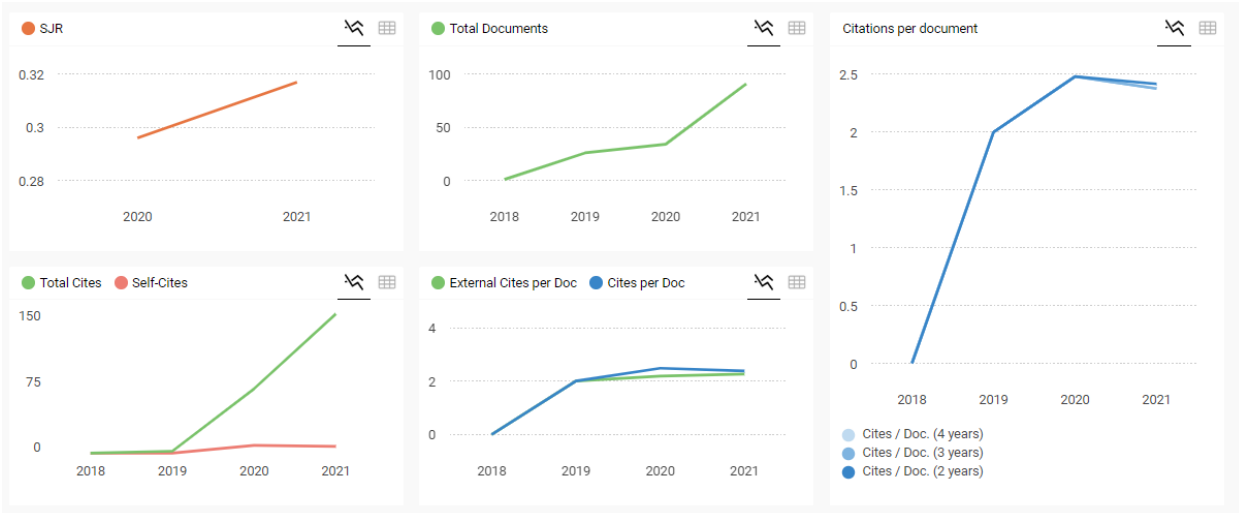 SJR
0.32
0.3
0.28
2020 2021
Total Documents
100
50
0
2018 2019 2020 2021
Citations per document
2.5
2
1.5
1
0.5
0
2018 2019 2020 2021
Cites / Doc. (4 years)
Cites / Doc. (3 years)
Cites / Doc. (2 years)
Total Cites Self-Cites
150
75
0
2018 2019 2020 2021
External Cites per Doc Cites per Doc
4
2
0
2018 2019 2020 2021